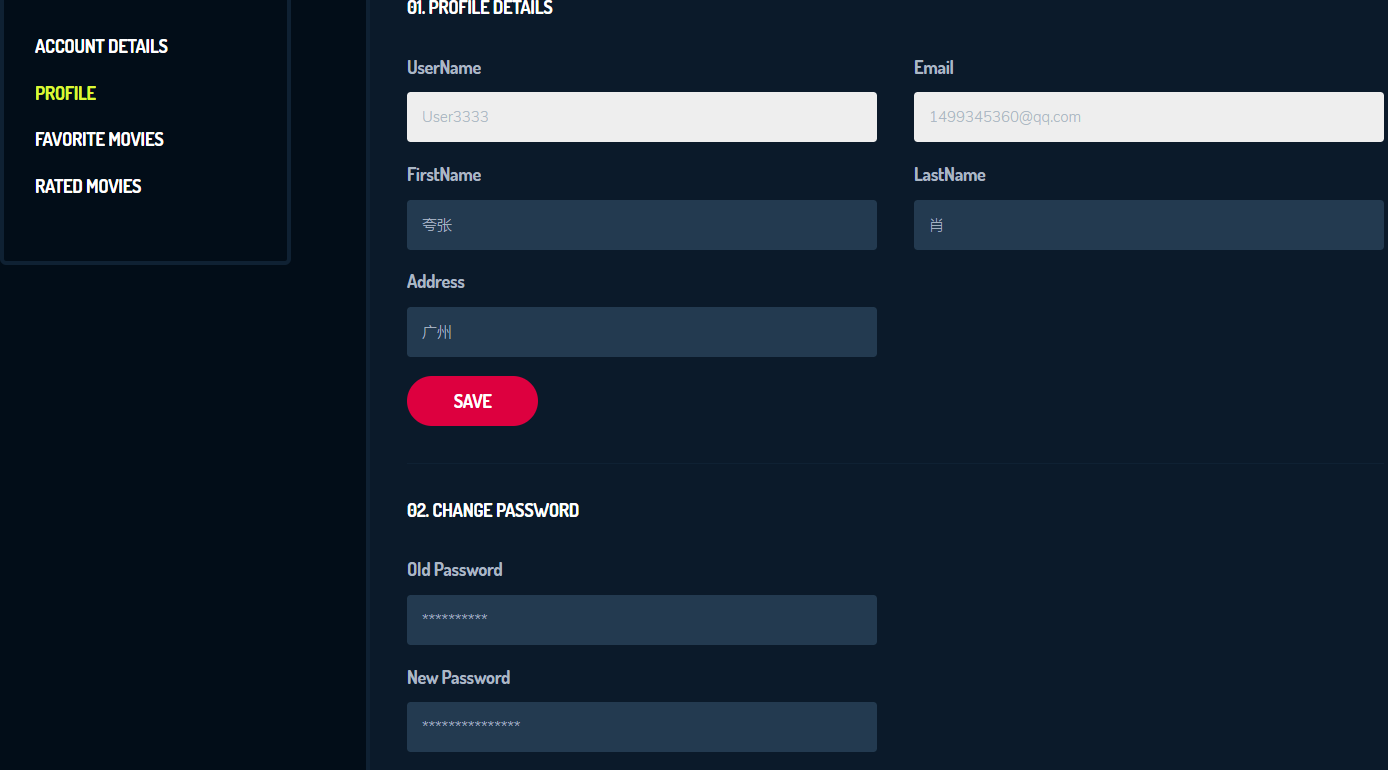 ACCOUNT DETAILS
PROFILE
FAVORITE MOVIES
RATED MOVIES
01. PROFILE DETAILS
UserName
Email
User3333
1499345360@qq.com
FirstName
LastName
夸张
肖
Address
广州
SAVE
02. CHANGE PASSWORD
Old Password
**********
New Password
***************